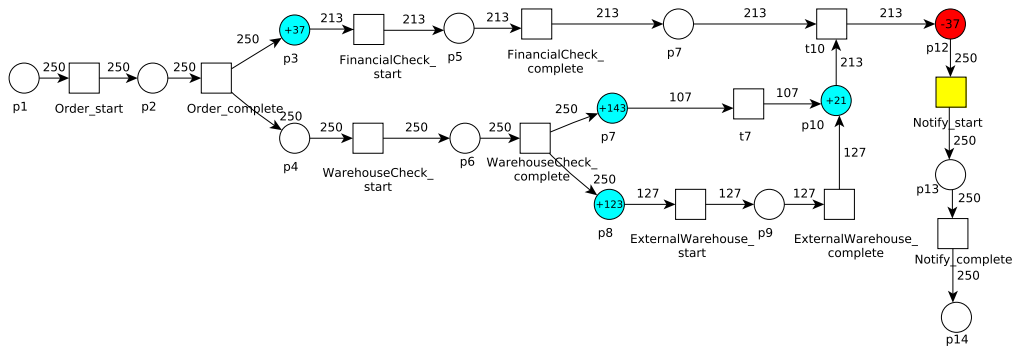 213 213 213 213 213
+37 -37
250 p3 FinancialCheck_ start p5 FinancialCheck_ complete p7 t10 p12 250
250 250 250 213
p1 Order_start p2 Order_complete +143 107 107 +21 Notify_start
250 250 250 250 250 p7 t7 p10 250
p4 WarehouseCheck_ start p6 WarehouseCheck_ complete 127
250 p13
+123 127 127 127 250
p8 ExternalWarehouse_ start p9 ExternalWarehouse_ complete
Notify_complete
250
p14